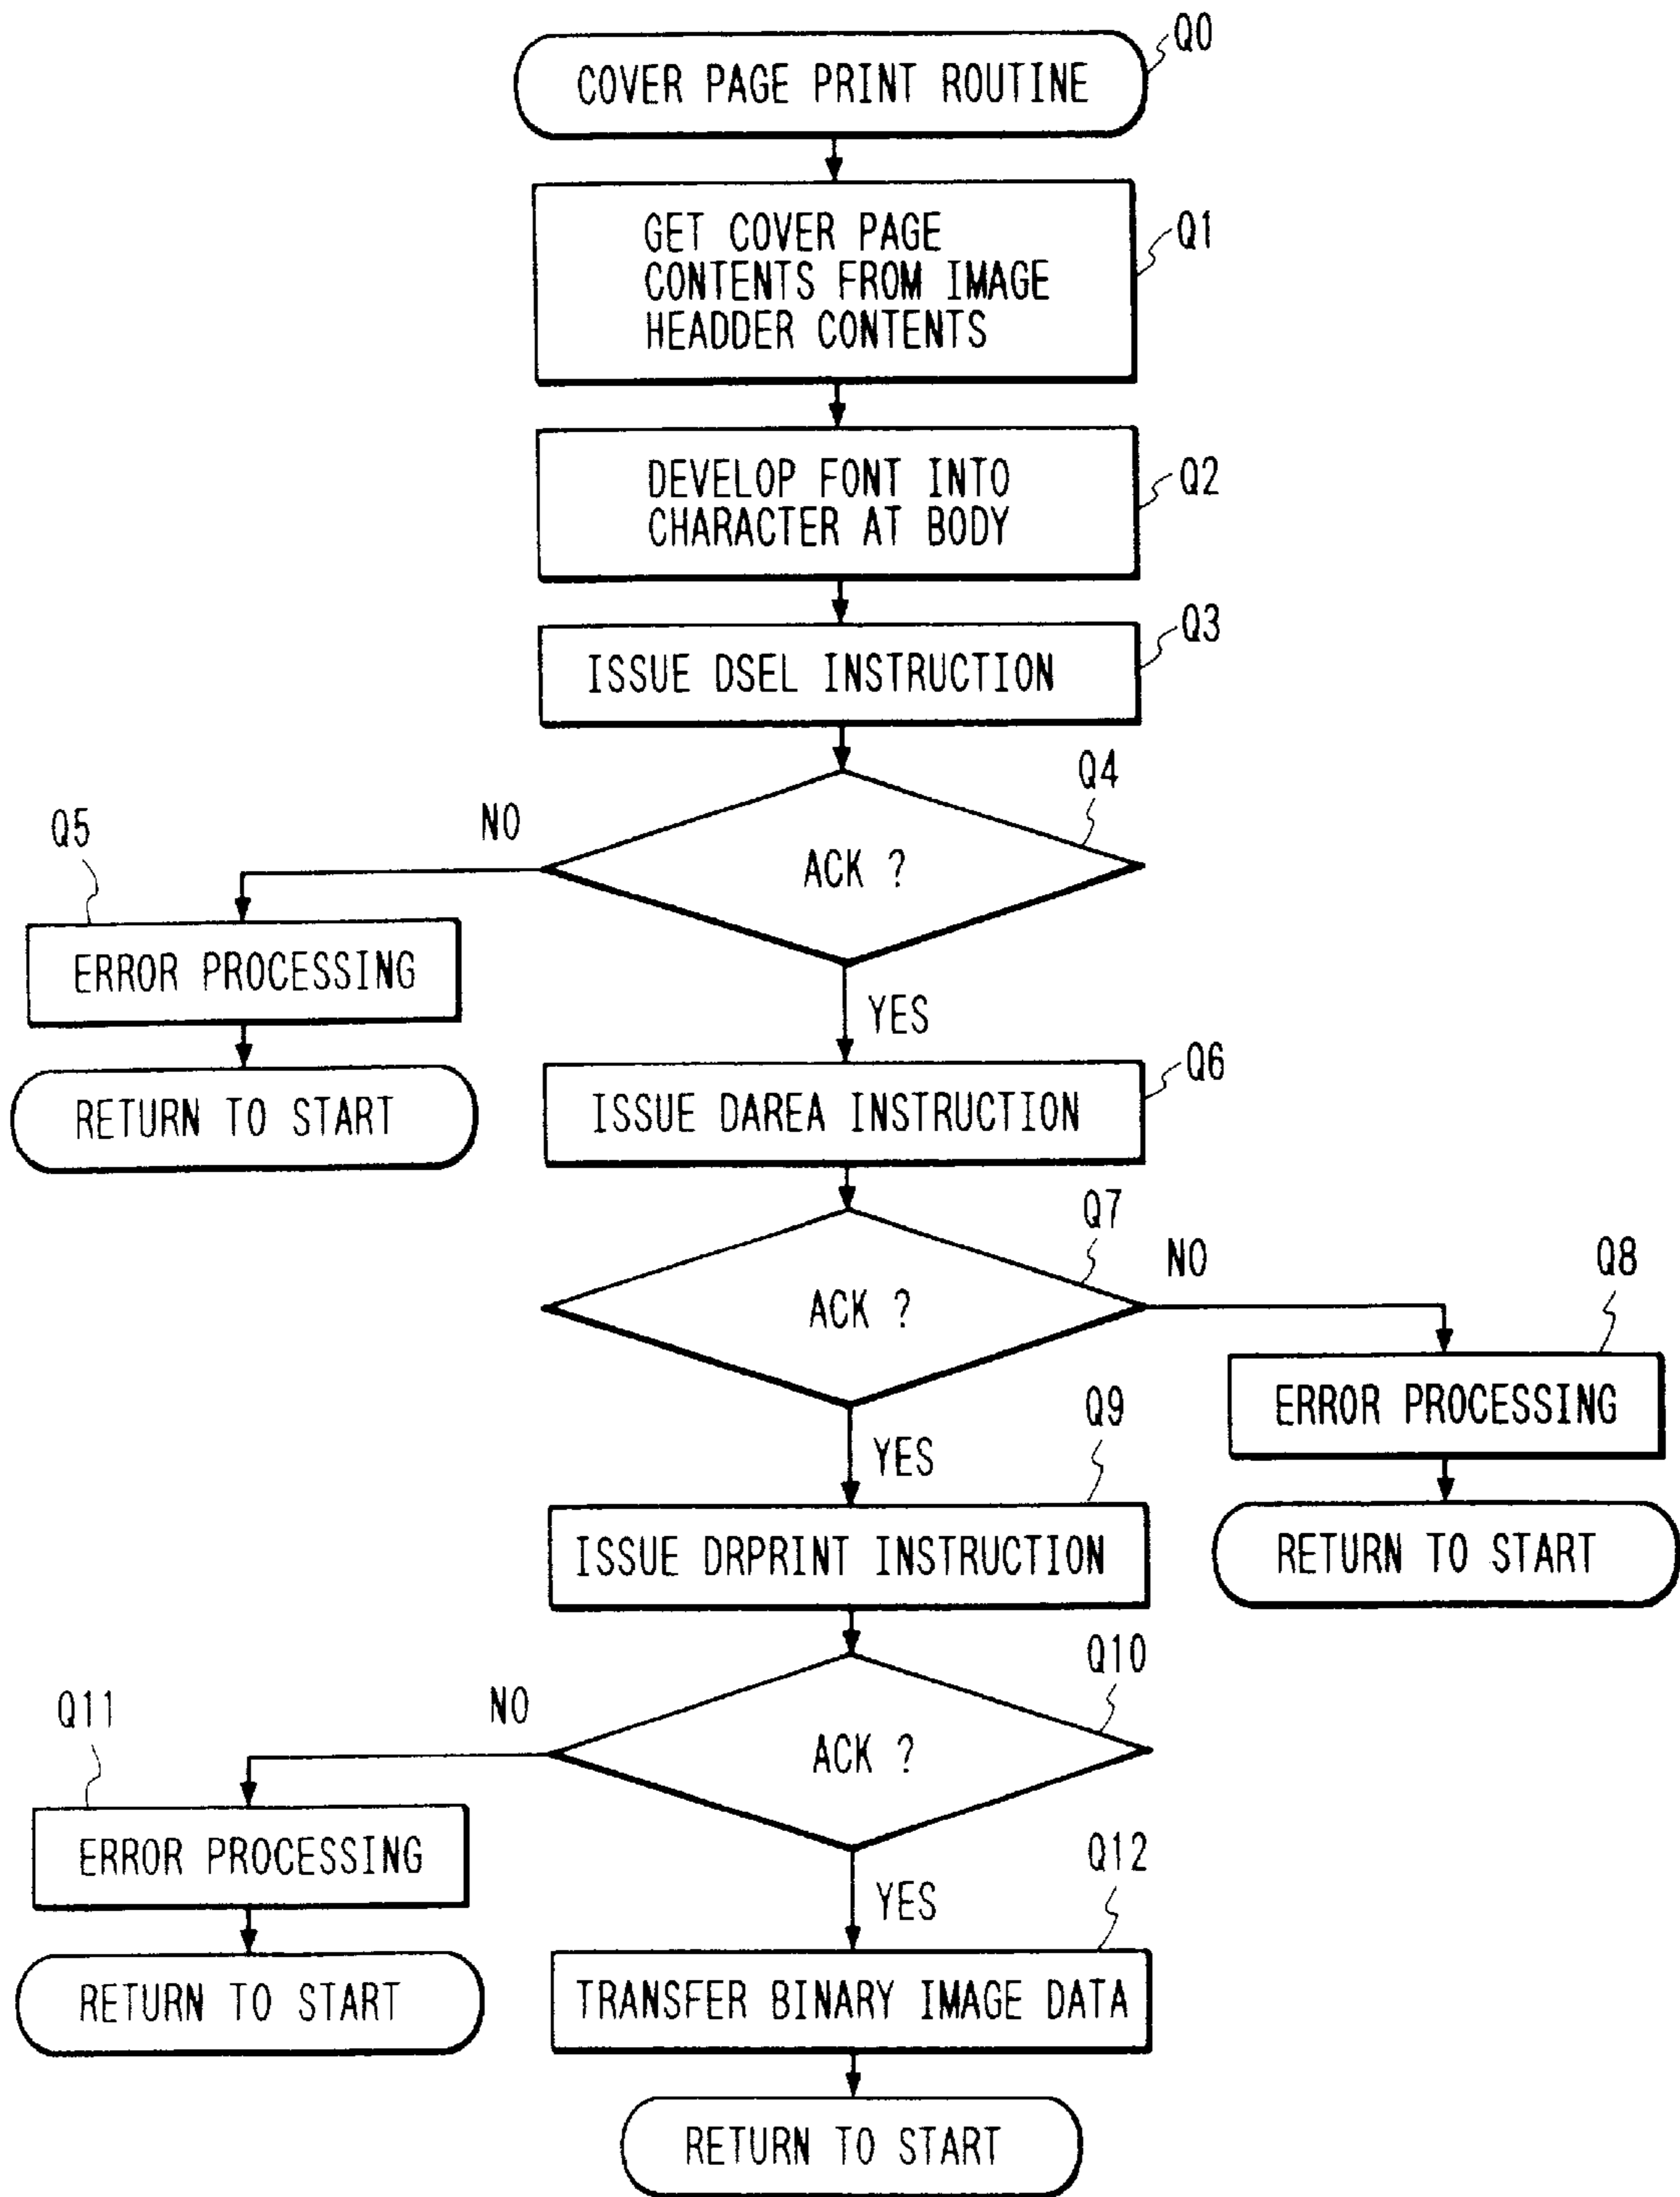 Q0
COVER PAGE PRINT ROUTINE
Q1
GET COVER PAGE
CONTENTS FROM IMAGE
HEADDER CONTENTS
Q2
DEVELOP FONT INTO
CHARACTER AT BODY
Q3
ISSUE DSEL INSTRUCTION
Q4
ACK ?
NO
Q5
ERROR PROCESSING
RETURN TO START
YES
Q6
ISSUE DAREA INSTRUCTION
Q7
ACK ?
NO
Q8
ERROR PROCESSING
RETURN TO START
YES
Q9
ISSUE DRPRINT INSTRUCTION
Q10
ACK ?
NO
Q11
ERROR PROCESSING
RETURN TO START
YES
Q12
TRANSFER BINARY IMAGE DATA
RETURN TO START